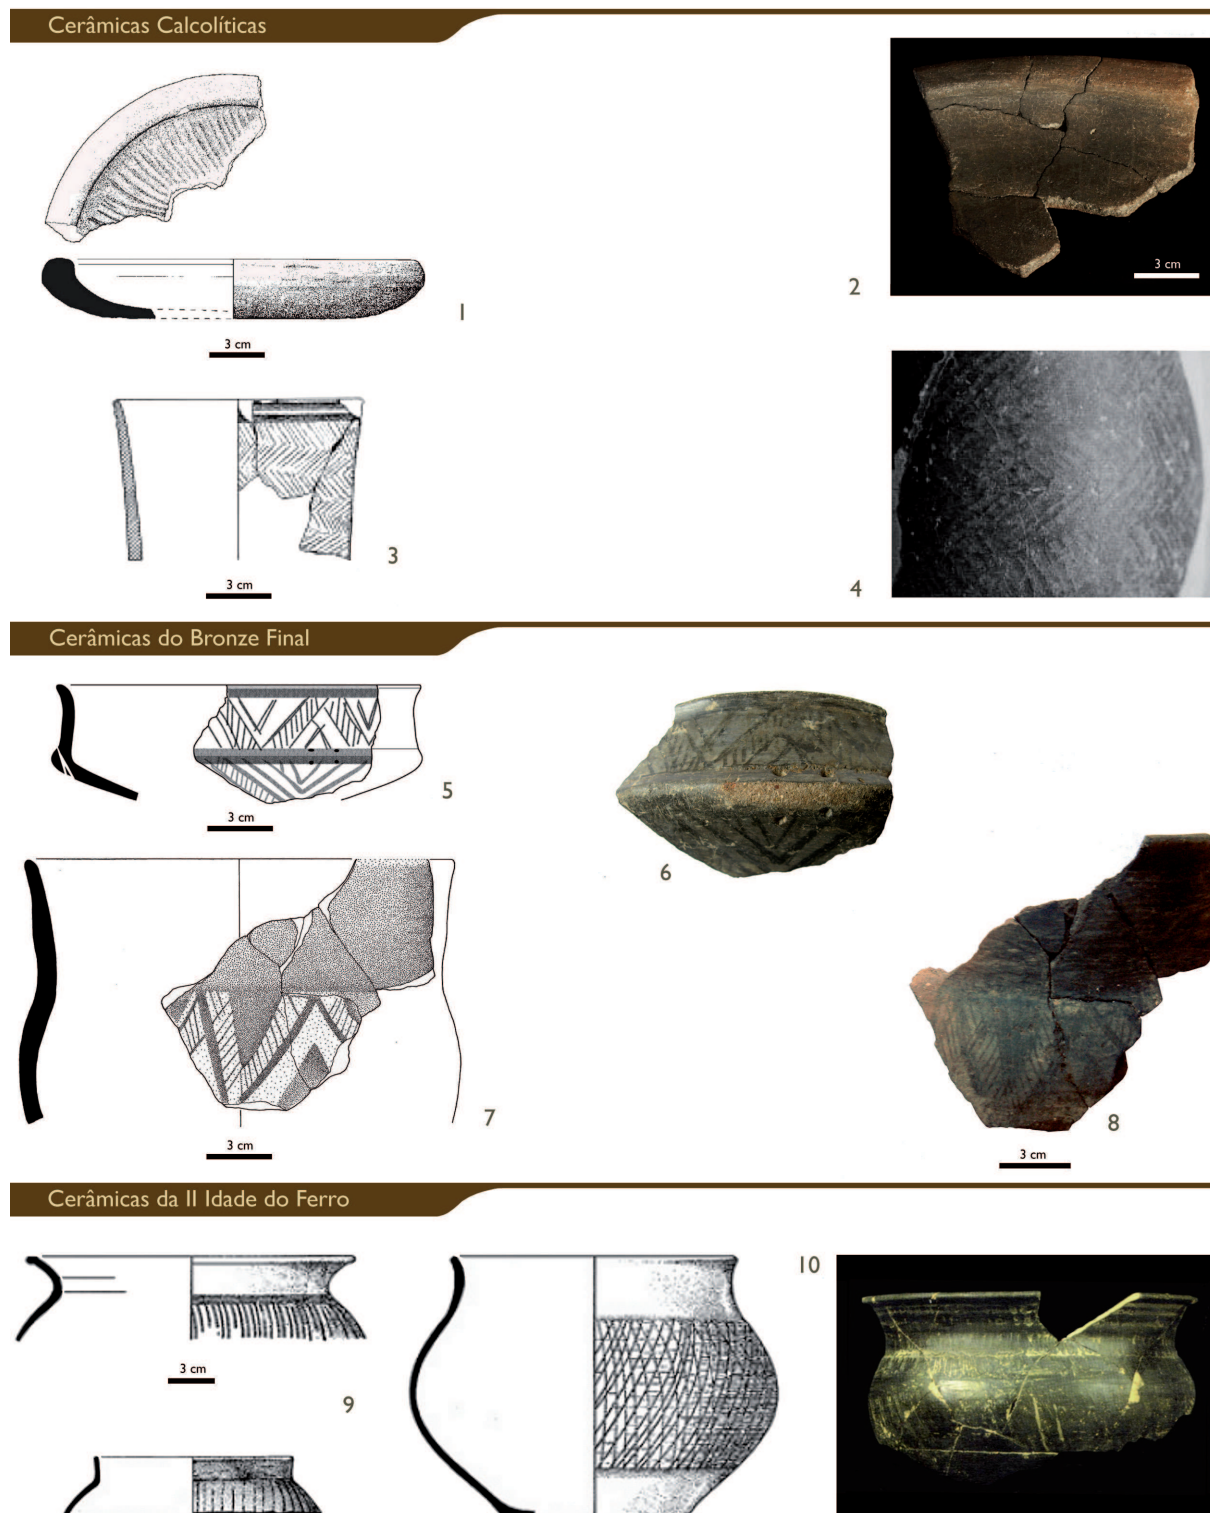 Cerâmicas Calcolíticas
3 cm
2
1
3 cm
3
3 cm
4
Cerâmicas do Bronze Final
5
3 cm
6
7
3 cm
8
3 cm
Cerâmicas da II Idade do Ferro
10
3 cm
9